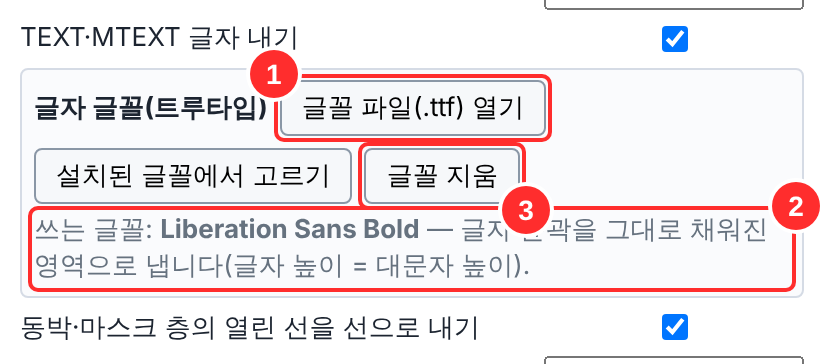 TEXT·MTEXT 글자 내기
1
글자 글꼴(트루타입) 글꼴 파일(.ttf) 열기
설치된 글꼴에서 고르기 글꼴 지움
3
2
쓰는 글꼴: Liberation Sans Bold — 글자 을 그대로 채워진
영역으로 냅니다(글자 높이 = 대문자 높이).
동박·마스크 층의 열린 선을 선으로 내기